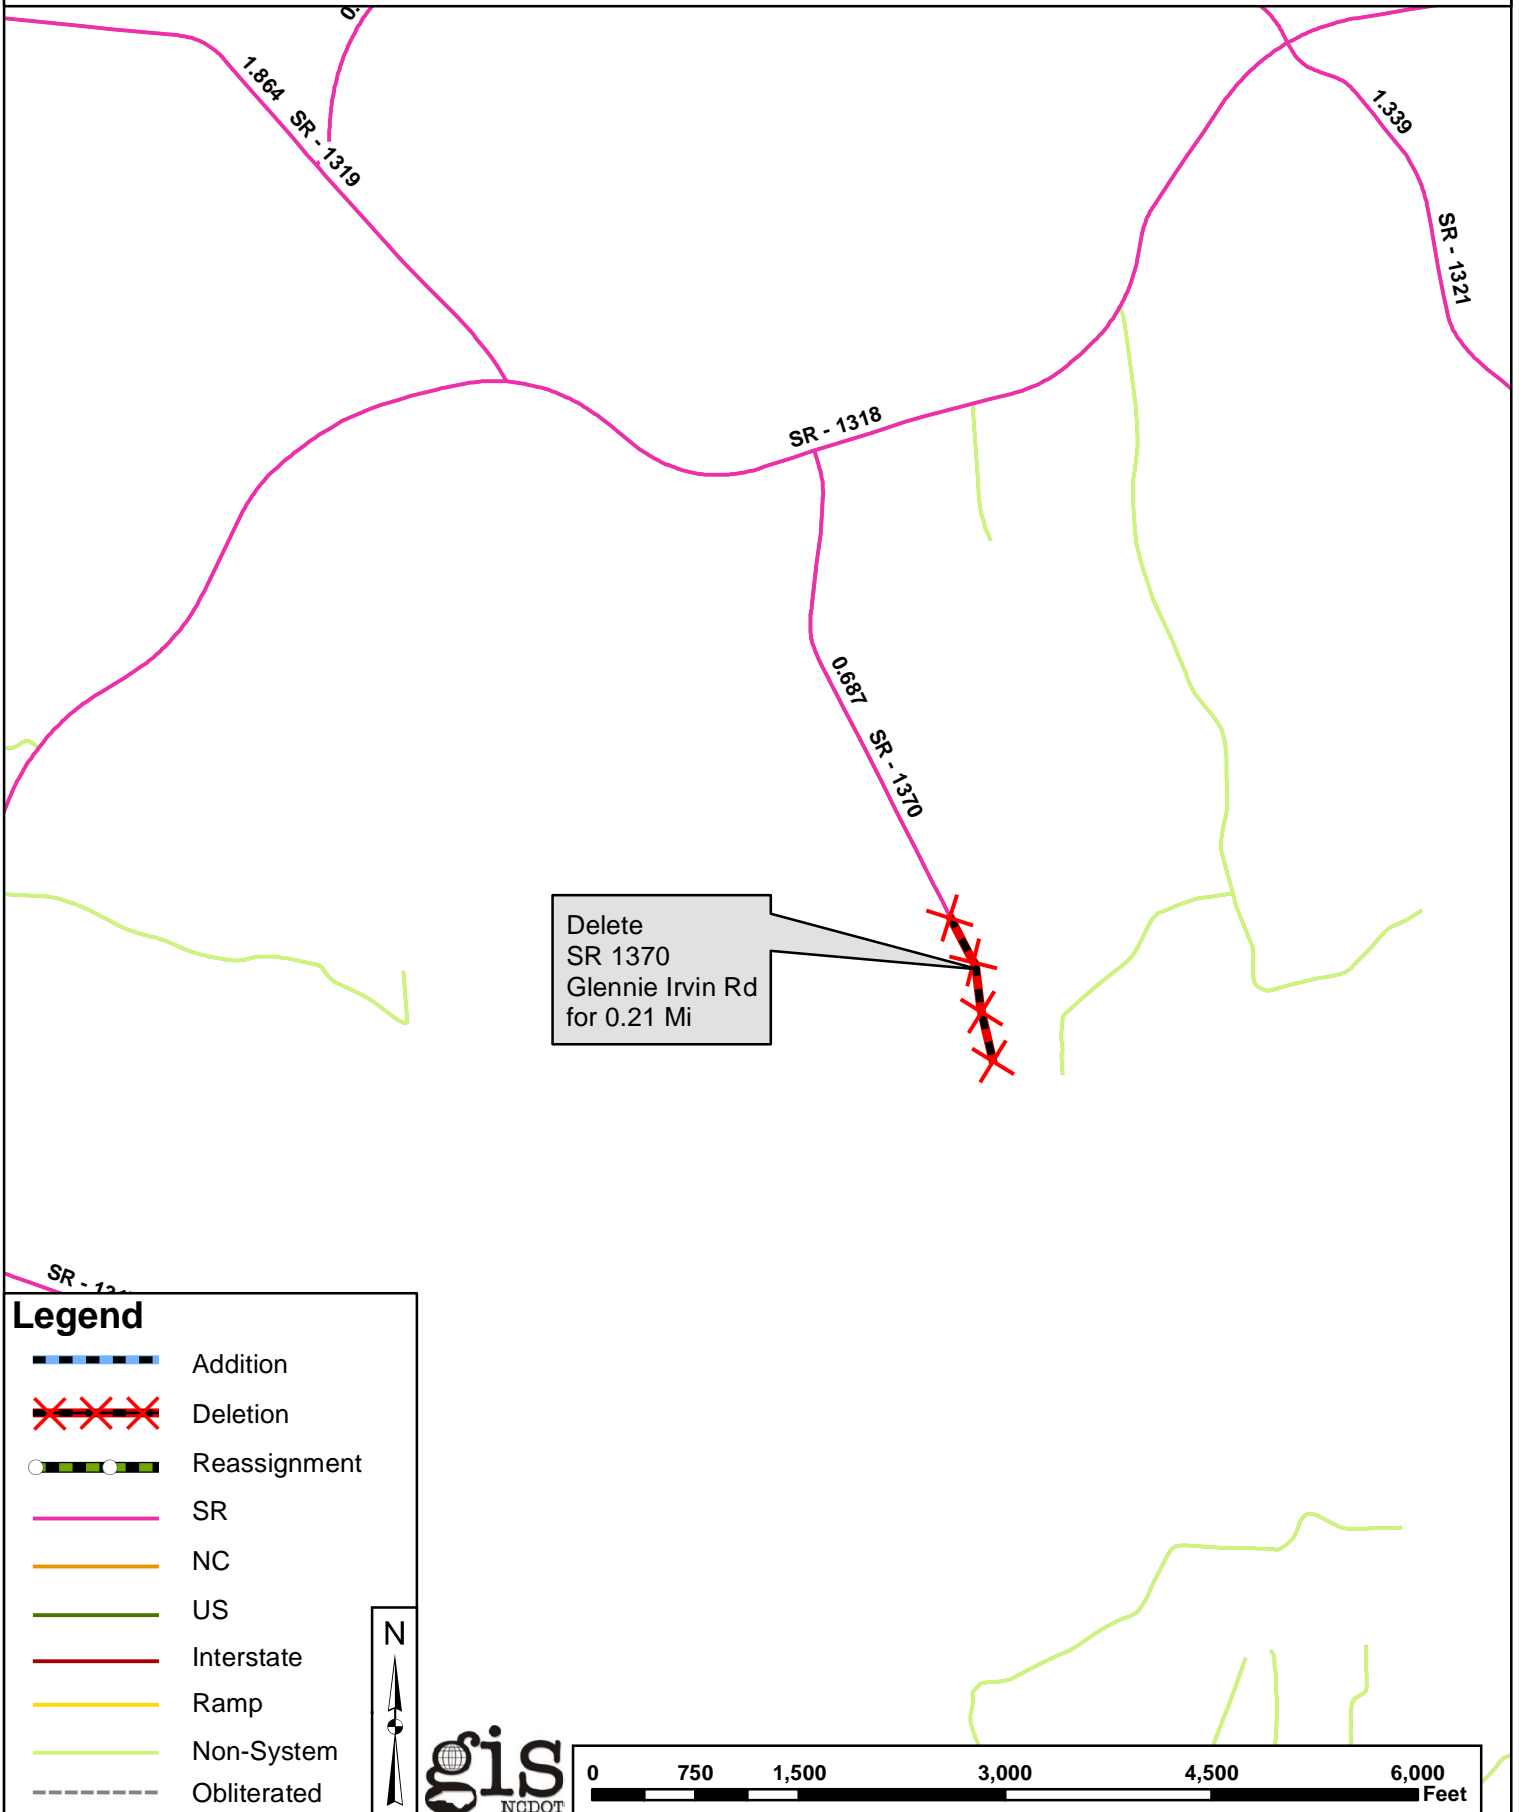 1.864 SR - 1319
1.339
SR - 1321
SR - 1318
0.687 SR - 1370
Delete
SR 1370
Glennie Irvin Rd
for 0.21 Mi
Legend
Addition
Deletion
Reassignment
SR
NC
US
Interstate
Ramp
Non-System
Obliterated
N
gis
NCDOT
0 750 1,500 3,000 4,500 6,000
Feet